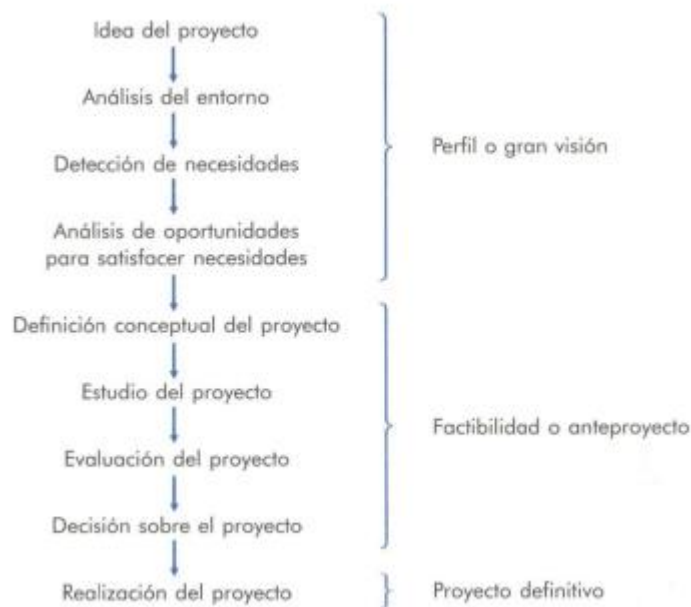 Idea del proyecto
Análisis del entorno
Detección de necesidades
Análisis de oportunidades
para satisfacer necesidades
Perfil o gran visión
Definición conceptual del proyecto
Estudio del proyecto
Evaluación del proyecto
Decisión sobre el proyecto
Factibilidad o anteproyecto
Realización del proyecto
Proyecto definitivo